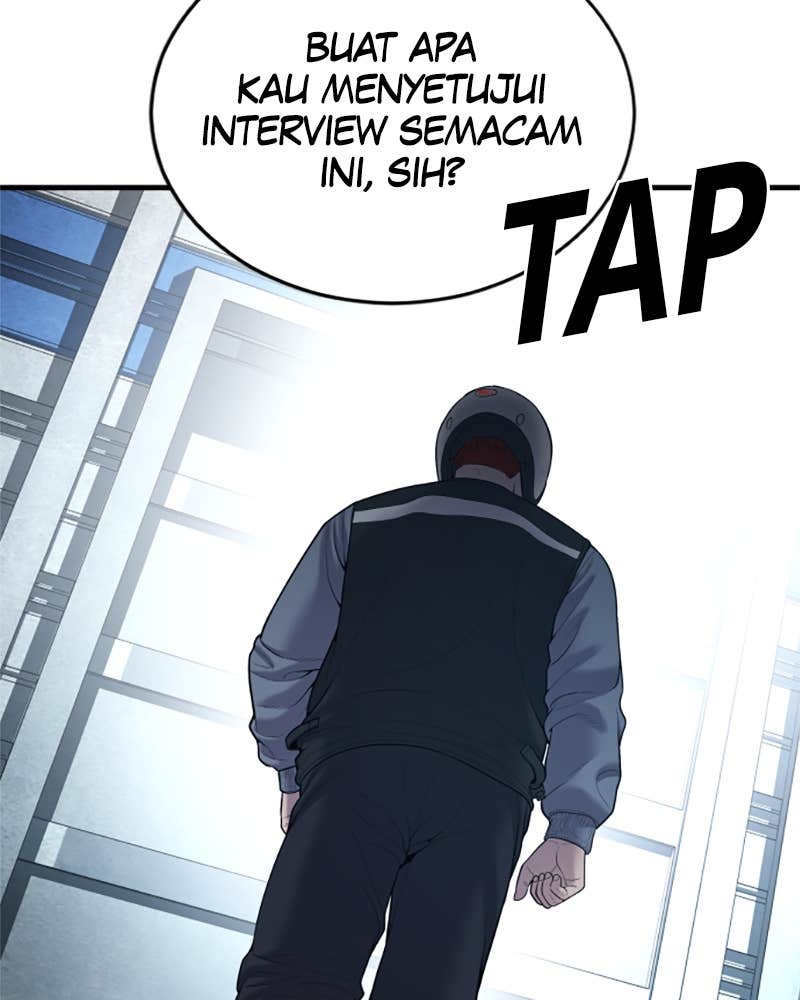 BUAT APA
KAU MENYETUJUI
INTERVIEW SEMACAM
INI, SIH?
TAP